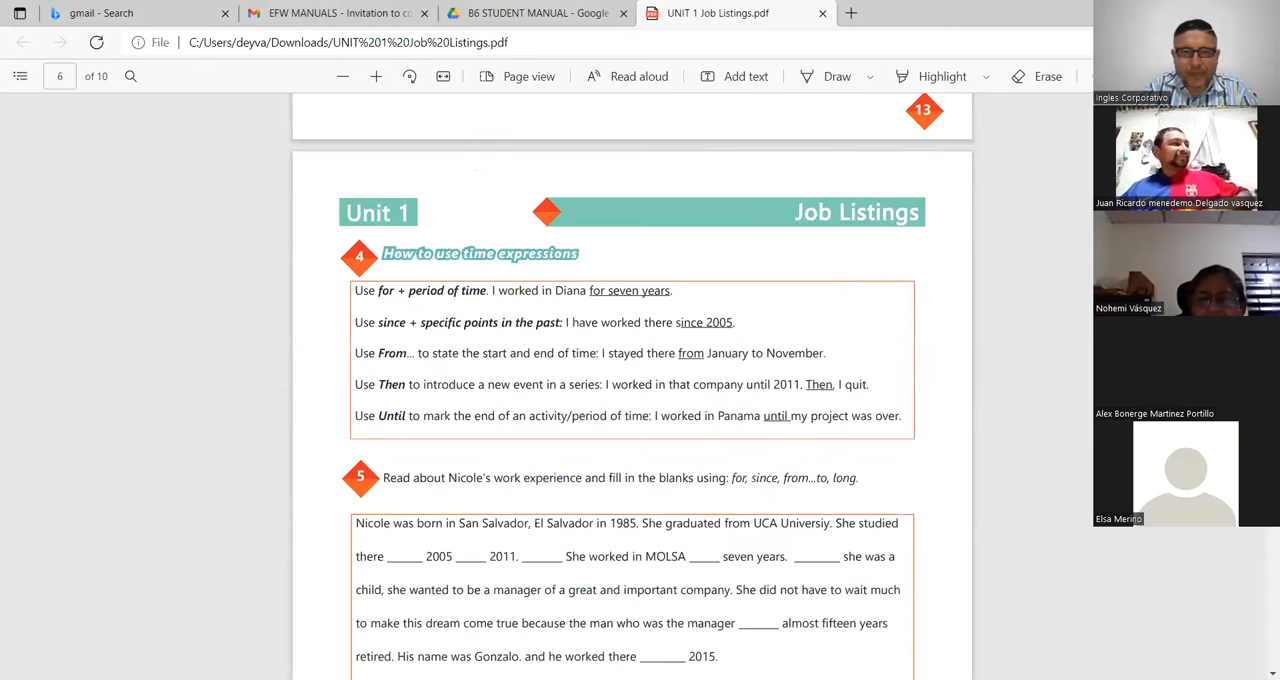 gmail - Search
EFW MANUALS - Invitation to cc
B6 STUDENT MANUAL - Google
UNIT 1 Job Listings.pdf
File
C:/Users/deyva/Downloads/UNIT%201%20Job%20Listings.pdf
6 of 10
Page view
Read aloud
Add text
Draw
Highlight
Erase
13
Unit 1
Job Listings
4 How to use time expressions
Use for + period of time. I worked in Diana for seven years.
Use since + specific points in the past: I have worked there since 2005.
Use From... to state the start and end of time: I stayed there from January to November.
Use Then to introduce a new event in a series: I worked in that company until 2011. Then, I quit.
Use Until to mark the end of an activity/period of time: I worked in Panama until my project was over.
5 Read about Nicole's work experience and fill in the blanks using: for, since, from...to, long.
Nicole was born in San Salvador, El Salvador in 1985. She graduated from UCA Universiy. She studied
there ______ 2005 _____ 2011. _______ She worked in MOLSA _____ seven years. ________ she was a
child, she wanted to be a manager of a great and important company. She did not have to wait much
to make this dream come true because the man who was the manager _______ almost fifteen years
retired. His name was Gonzalo. and he worked there ________ 2015.
Ingles Corporativo
Juan Ricardo menedemo Delgado vasquez
Nohemi Vásquez
Alex Bonerge Martinez Portillo
Elsa Merino